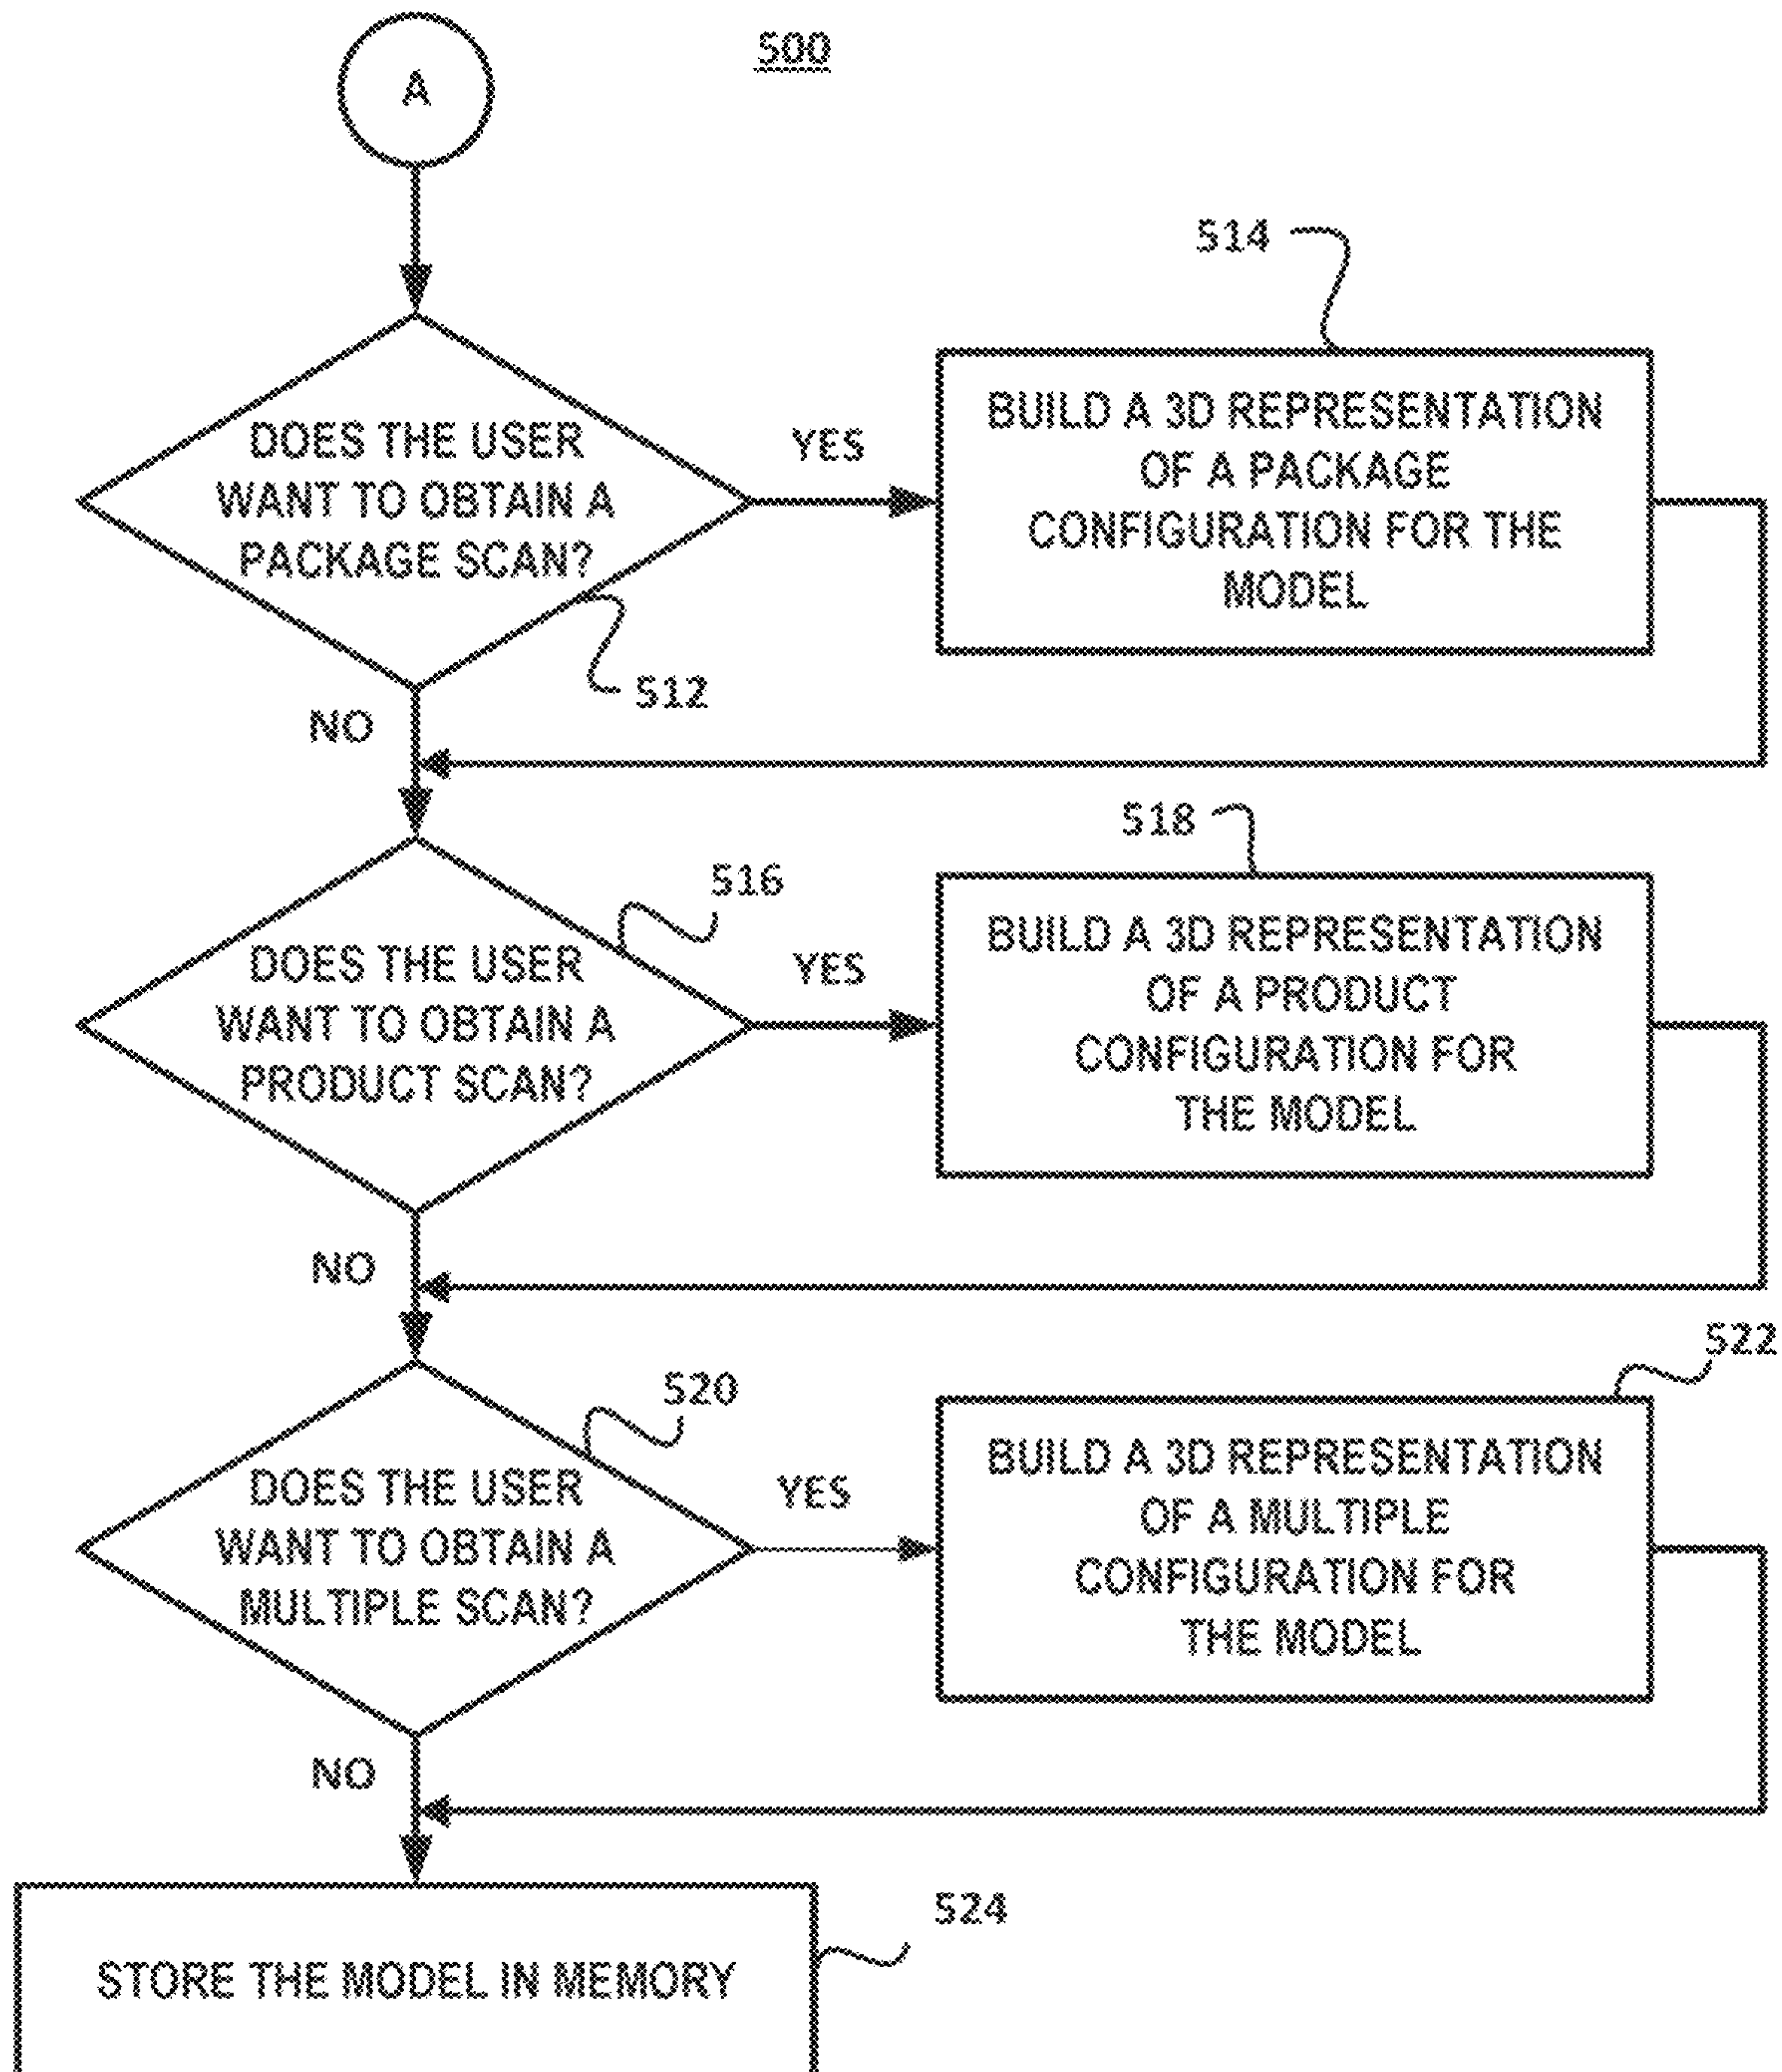 500
A
514
DOES THE USER
WANT TO OBTAIN A
PACKAGE SCAN?
YES
BUILD A 3D REPRESENTATION
OF A PACKAGE
CONFIGURATION FOR THE
MODEL
512
NO
518
516
DOES THE USER
WANT TO OBTAIN A
PRODUCT SCAN?
YES
BUILD A 3D REPRESENTATION
OF A PRODUCT
CONFIGURATION FOR
THE MODEL
NO
522
520
DOES THE USER
WANT TO OBTAIN A
MULTIPLE SCAN?
YES
BUILD A 3D REPRESENTATION
OF A MULTIPLE
CONFIGURATION FOR
THE MODEL
NO
524
STORE THE MODEL IN MEMORY